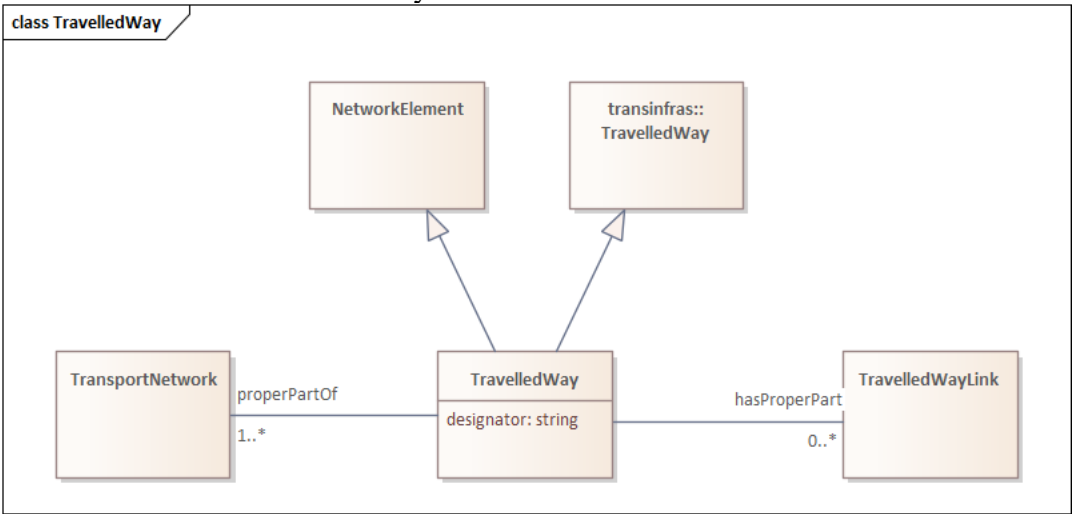 class TravelledWay
NetworkElement
transinfras::
TravelledWay
TransportNetwork
properPartOf
1..*
TravelledWay
designator: string
hasProperPart
0..*
TravelledWayLink